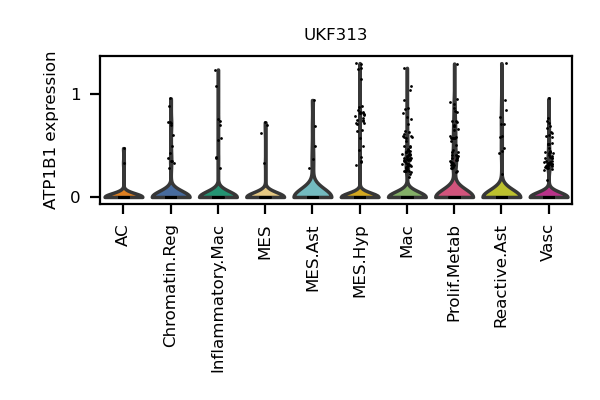 UKF313
ATP1B1 expression
1
0
AC
Chromatin.Reg
Inflammatory.Mac
MES
MES.Ast
MES.Hyp
Mac
Prolif.Metab
Reactive.Ast
Vasc